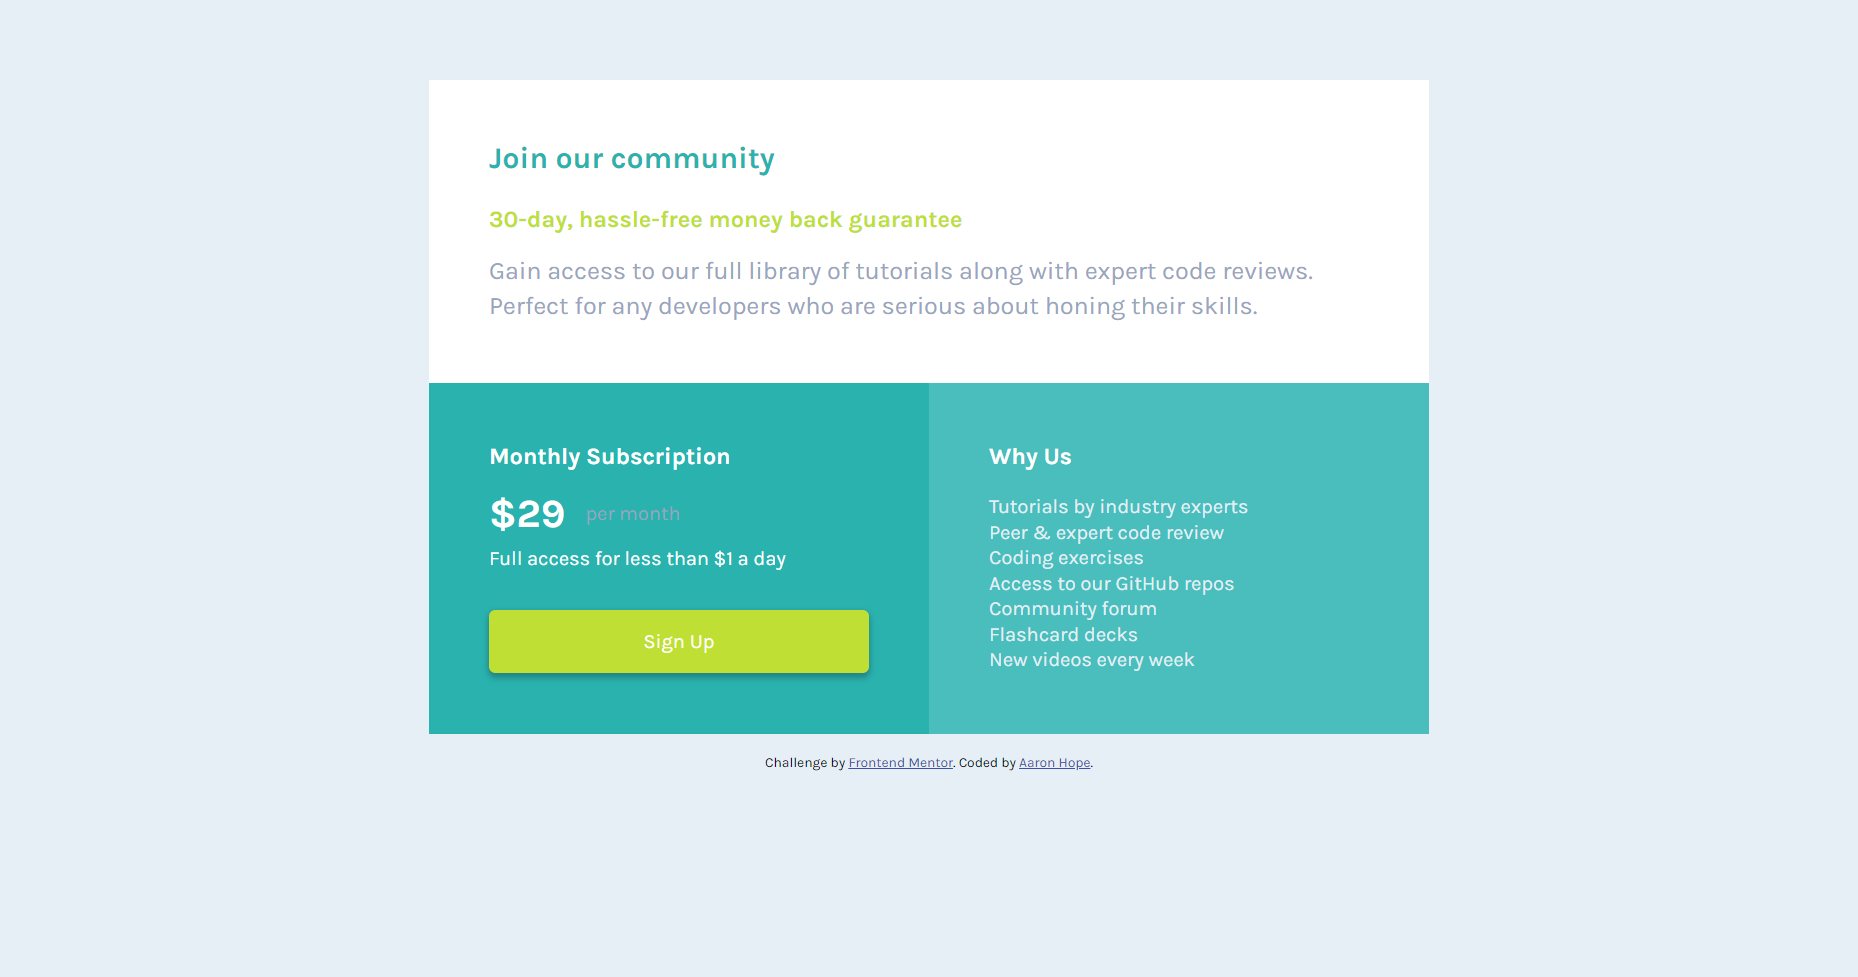 Join our community
30-day, hassle-free money back guarantee
Gain access to our full library of tutorials along with expert code reviews.
Perfect for any developers who are serious about honing their skills.
Monthly Subscription
$29 per month
Full access for less than $1 a day
Sign Up
Why Us
Tutorials by industry experts
Peer & expert code review
Coding exercises
Access to our GitHub repos
Community forum
Flashcard decks
New videos every week
Challenge by Frontend Mentor. Coded by Aaron Hope.